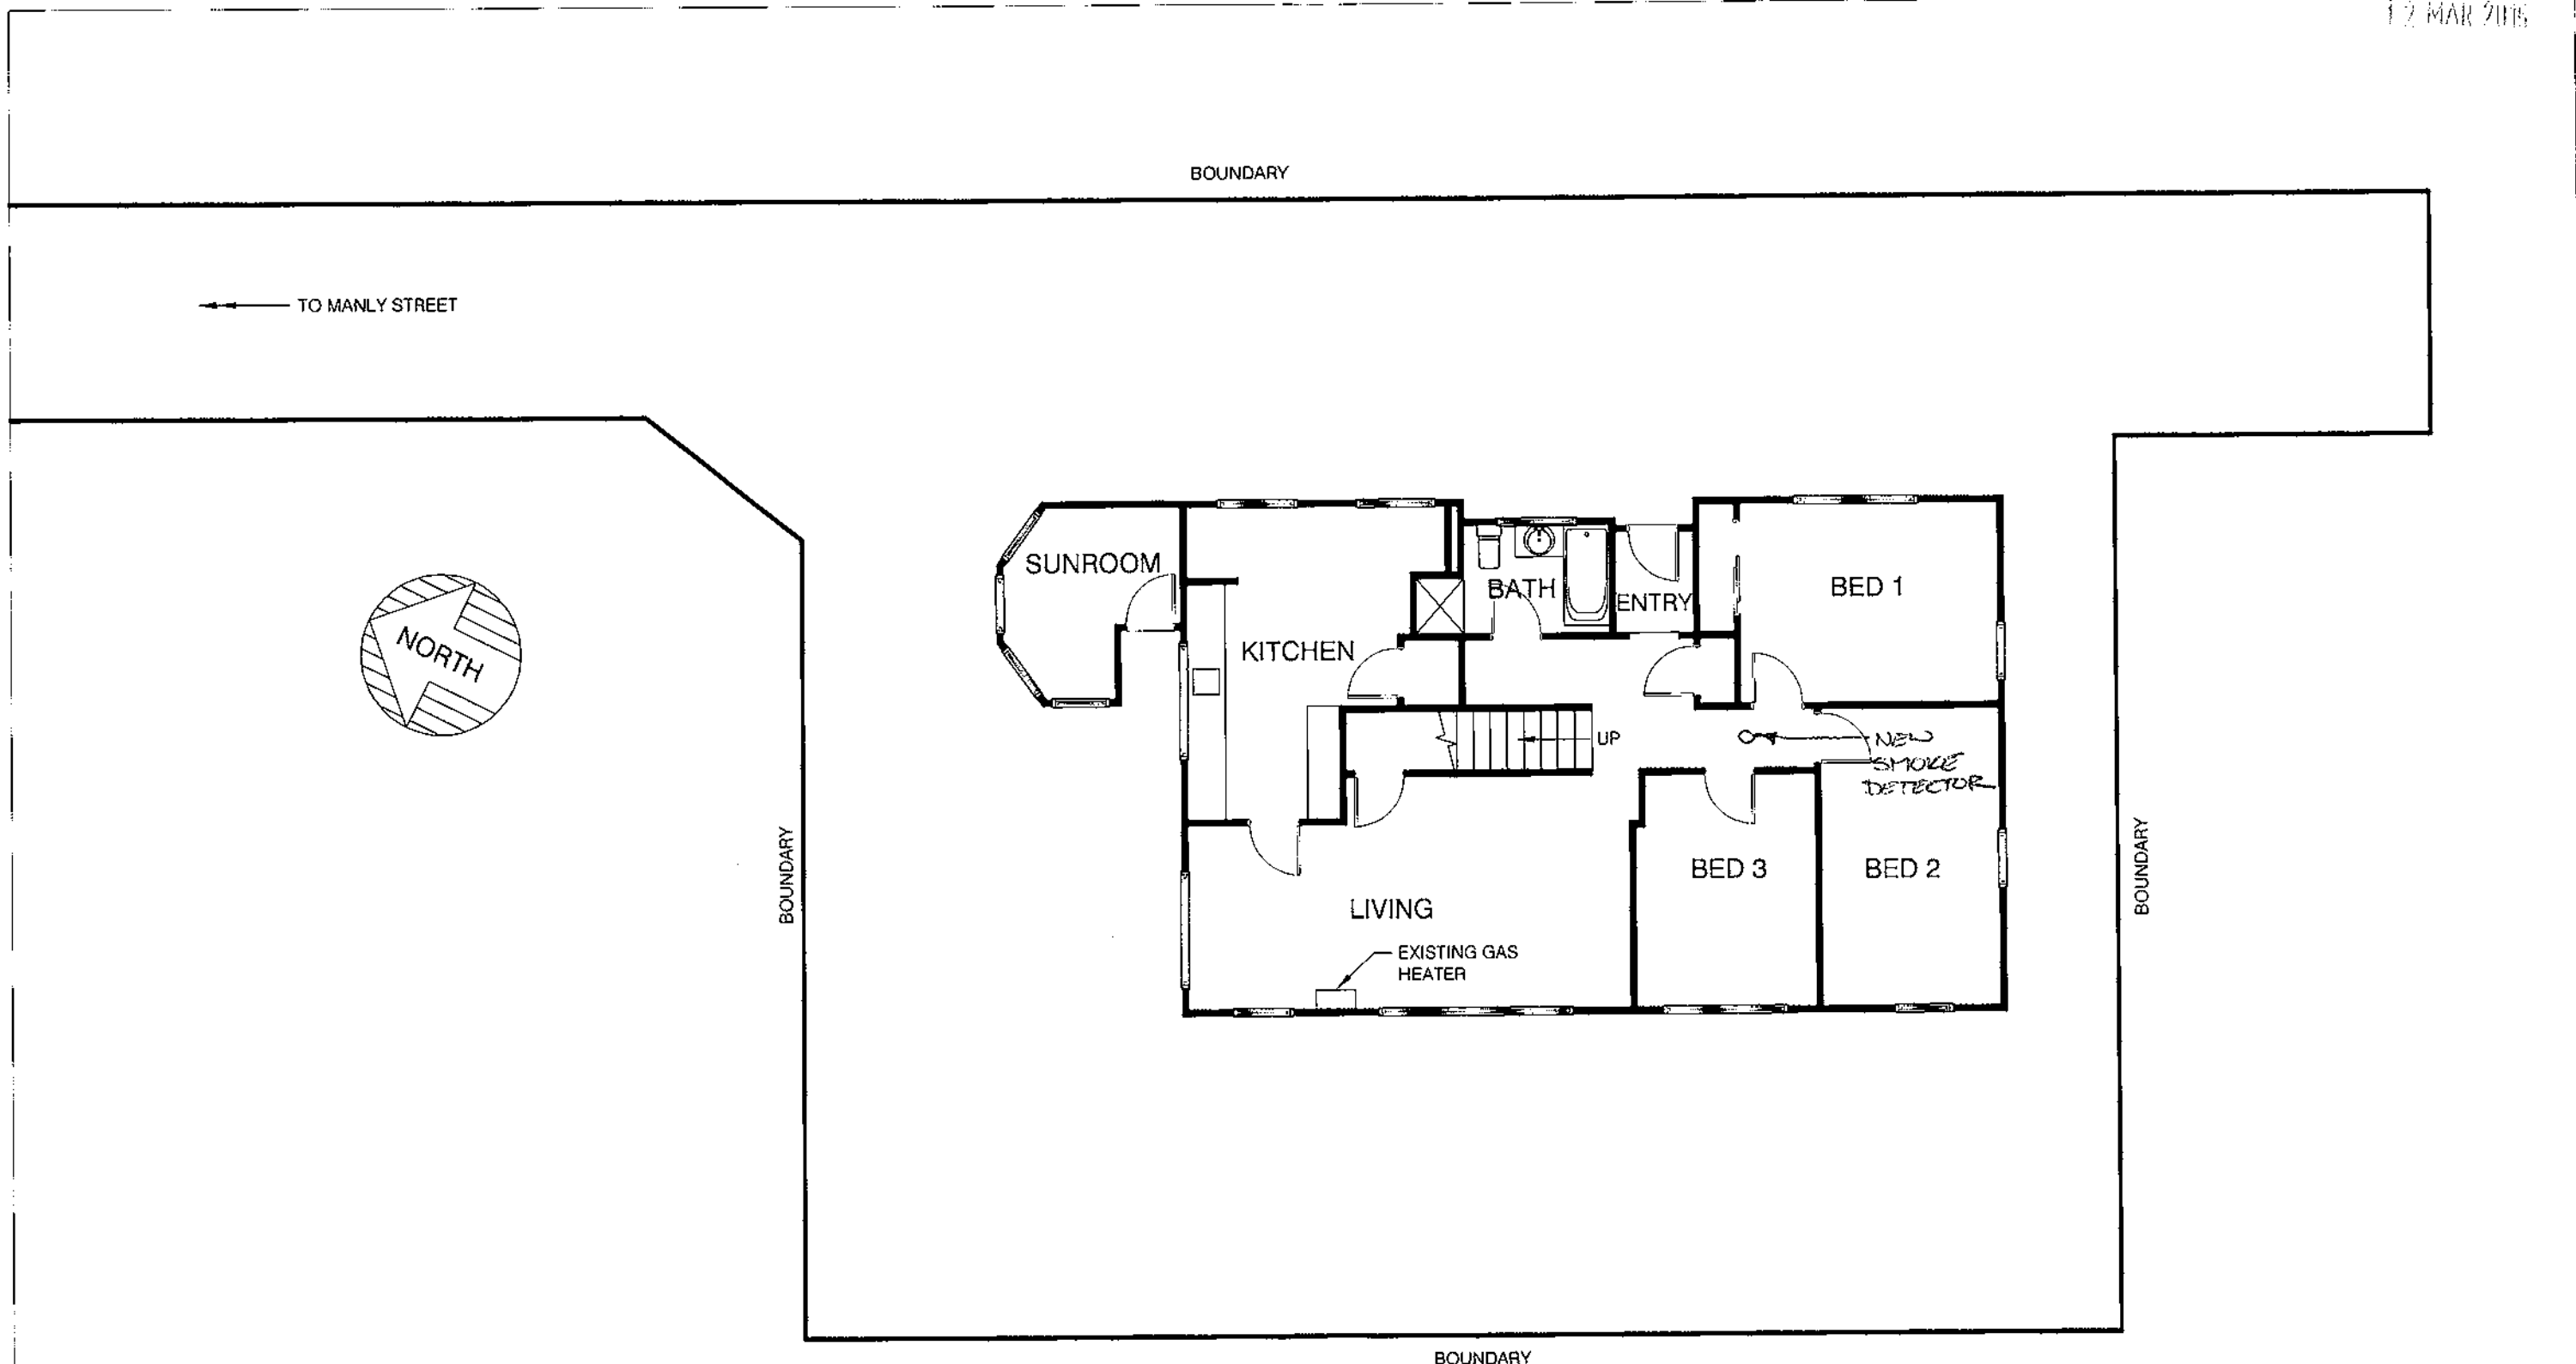 12 MAR 2015
BOUNDARY
TO MANLY STREET
SUNROOM
NORTH
KITCHEN
BATH
ENTRY
BED 1
UP
NEW
SMOKE
DETECTOR
BOUNDARY
LIVING
EXISTING GAS
HEATER
BED 3
BED 2
BOUNDARY
BOUNDARY